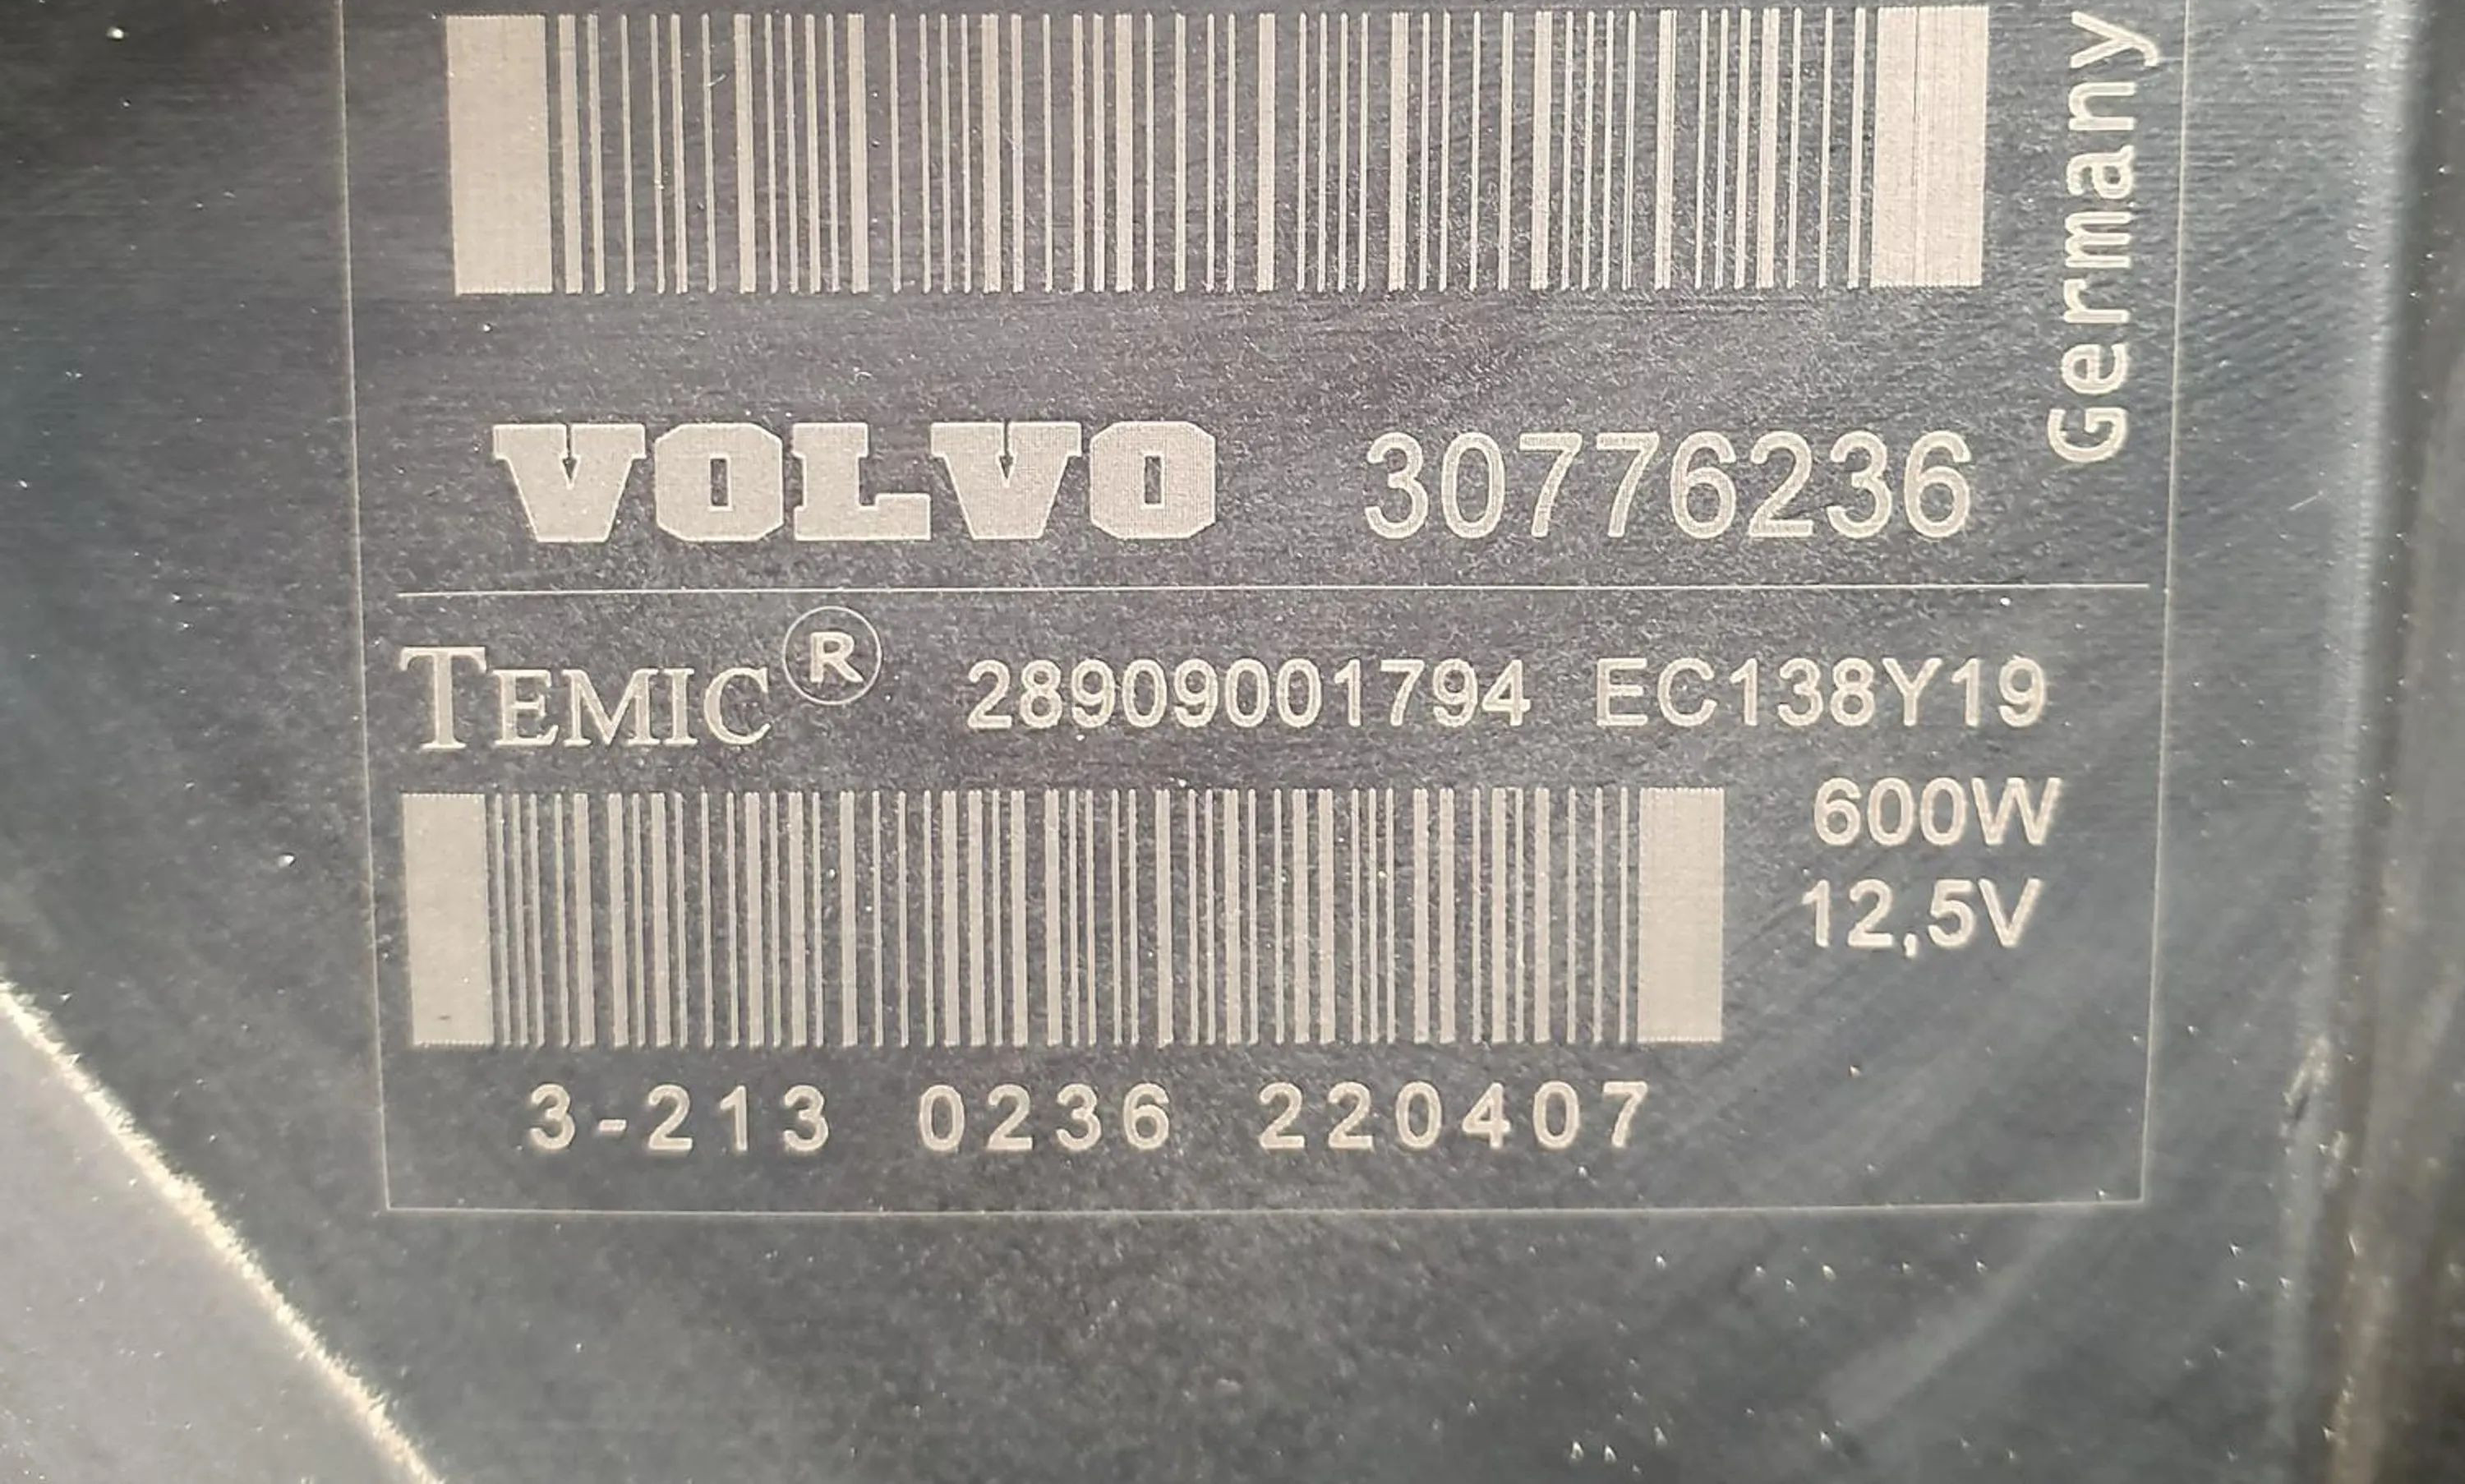 Germany
VOLVO 30776236
TEMIC® 28909001794 EC138Y19
600W
12,5V
3-213 0236 220407